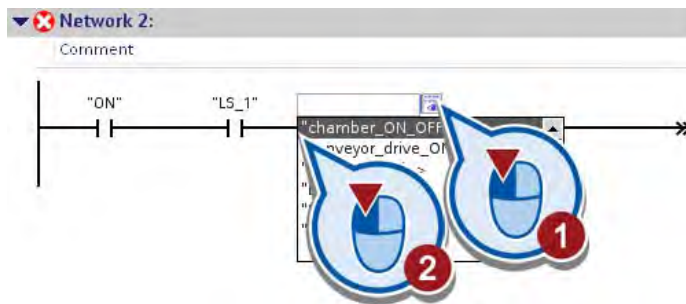 Network 2:
Comment
"ON" "LS_1"
"chamber_ON_OFF
nveyor_drive_ON
1
2